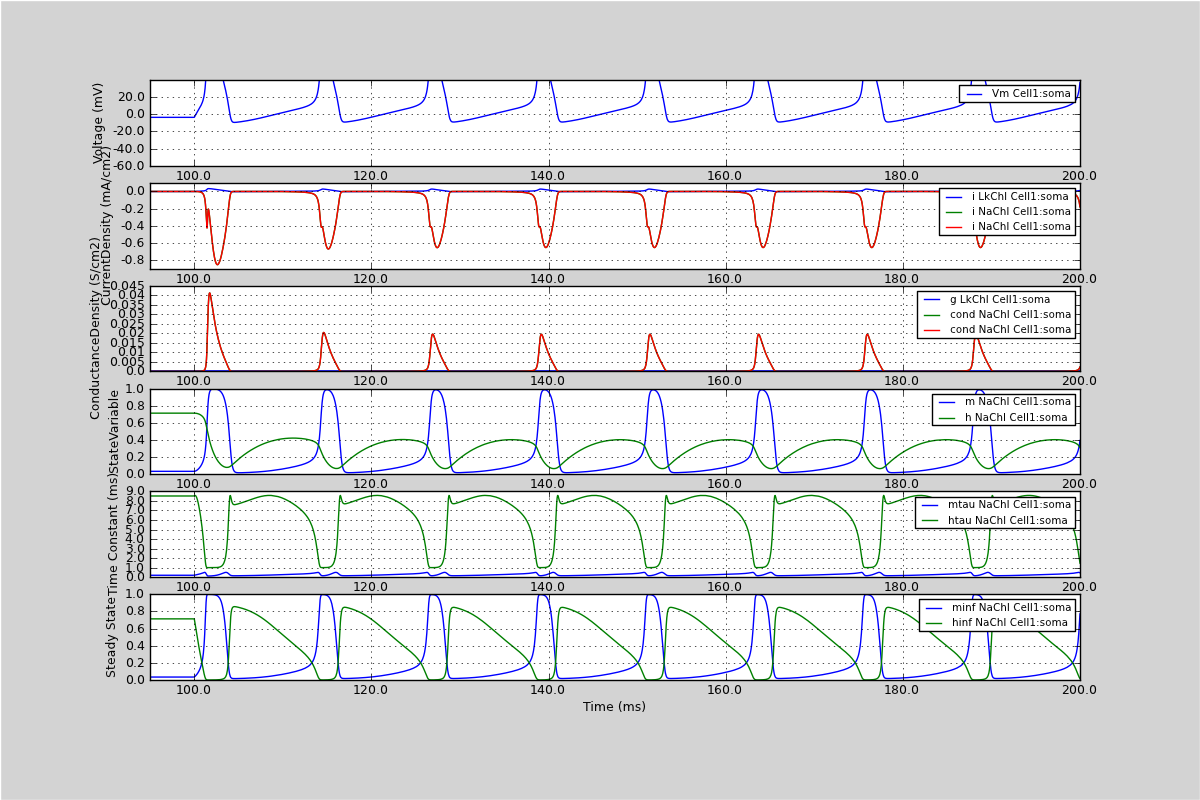 Voltage (mV)
20.0
0.0
-20.0
-40.0
-60.0
Vm Cell1:soma
100.0 120.0 140.0 160.0 180.0 200.0
CurrentDensity (mA/cm2)
0.0
-0.2
-0.4
-0.6
-0.8
i LkChl Cell1:soma
i NaChl Cell1:soma
i NaChl Cell1:soma
100.0 120.0 140.0 160.0 180.0 200.0
ConductanceDensity (S/cm2)
0.045
0.04
0.035
0.03
0.025
0.02
0.015
0.01
0.005
0.0
g LkChl Cell1:soma
cond NaChl Cell1:soma
cond NaChl Cell1:soma
100.0 120.0 140.0 160.0 180.0 200.0
StateVariable
1.0
0.8
0.6
0.4
0.2
0.0
m NaChl Cell1:soma
h NaChl Cell1:soma
100.0 120.0 140.0 160.0 180.0 200.0
Time Constant (ms)
9.0
8.0
7.0
6.0
5.0
4.0
3.0
2.0
1.0
0.0
mtau NaChl Cell1:soma
htau NaChl Cell1:soma
100.0 120.0 140.0 160.0 180.0 200.0
Steady State
1.0
0.8
0.6
0.4
0.2
0.0
minf NaChl Cell1:soma
hinf NaChl Cell1:soma
100.0 120.0 140.0 160.0 180.0 200.0
Time (ms)